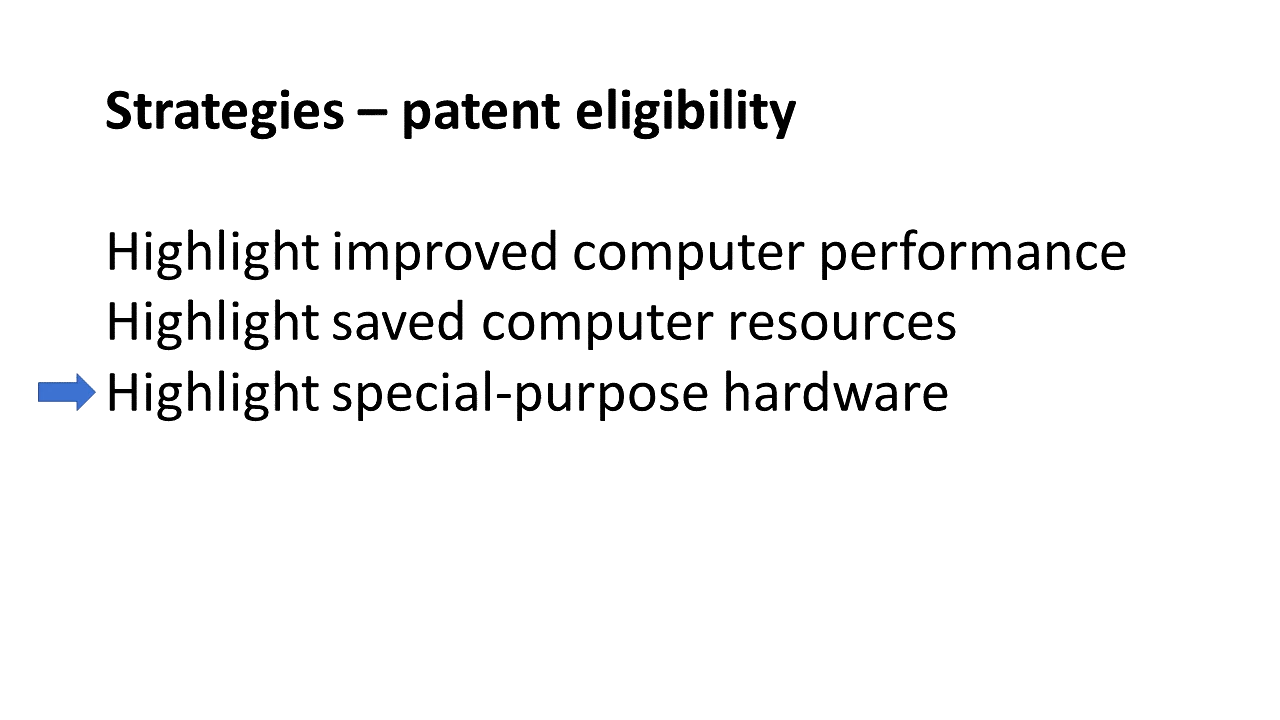 Strategies – patent eligibility
Highlight improved computer performance
Highlight saved computer resources
Highlight special-purpose hardware